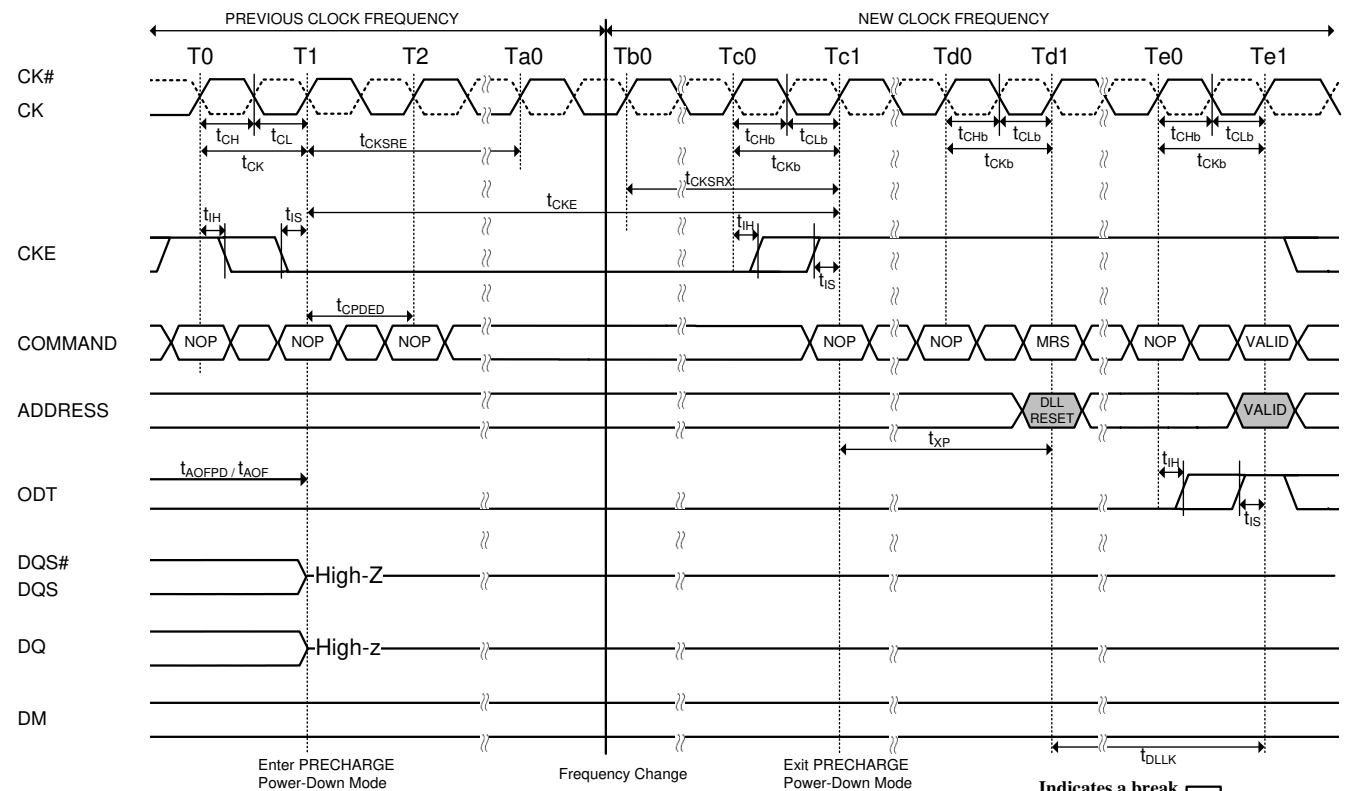 PREVIOUS CLOCK FREQUENCY NEW CLOCK FREQUENCY
T0 T1 T2 Ta0 Tb0 Tc0 Tc1 Td0 Td1 Te0 Te1
CK#
CK
tCH tCL tCKSRE tCHb tCLb tCHb tCLb tCHb tCLb
tCK tCKb tCKb tCKb
tCKSRX
tCKE
tIH tIS tIH
CKE
tIS
tCPDED
COMMAND NOP NOP NOP NOP NOP MRS NOP VALID
ADDRESS DLL RESET VALID
tXP
tAOFPD / tAOF tIH
ODT
tIS
DQS#
DQS High-Z
DQ High-z
DM
tDLLK
Enter PRECHARGE
Power-Down Mode
Frequency Change
Exit PRECHARGE
Power-Down Mode
Indicates a break